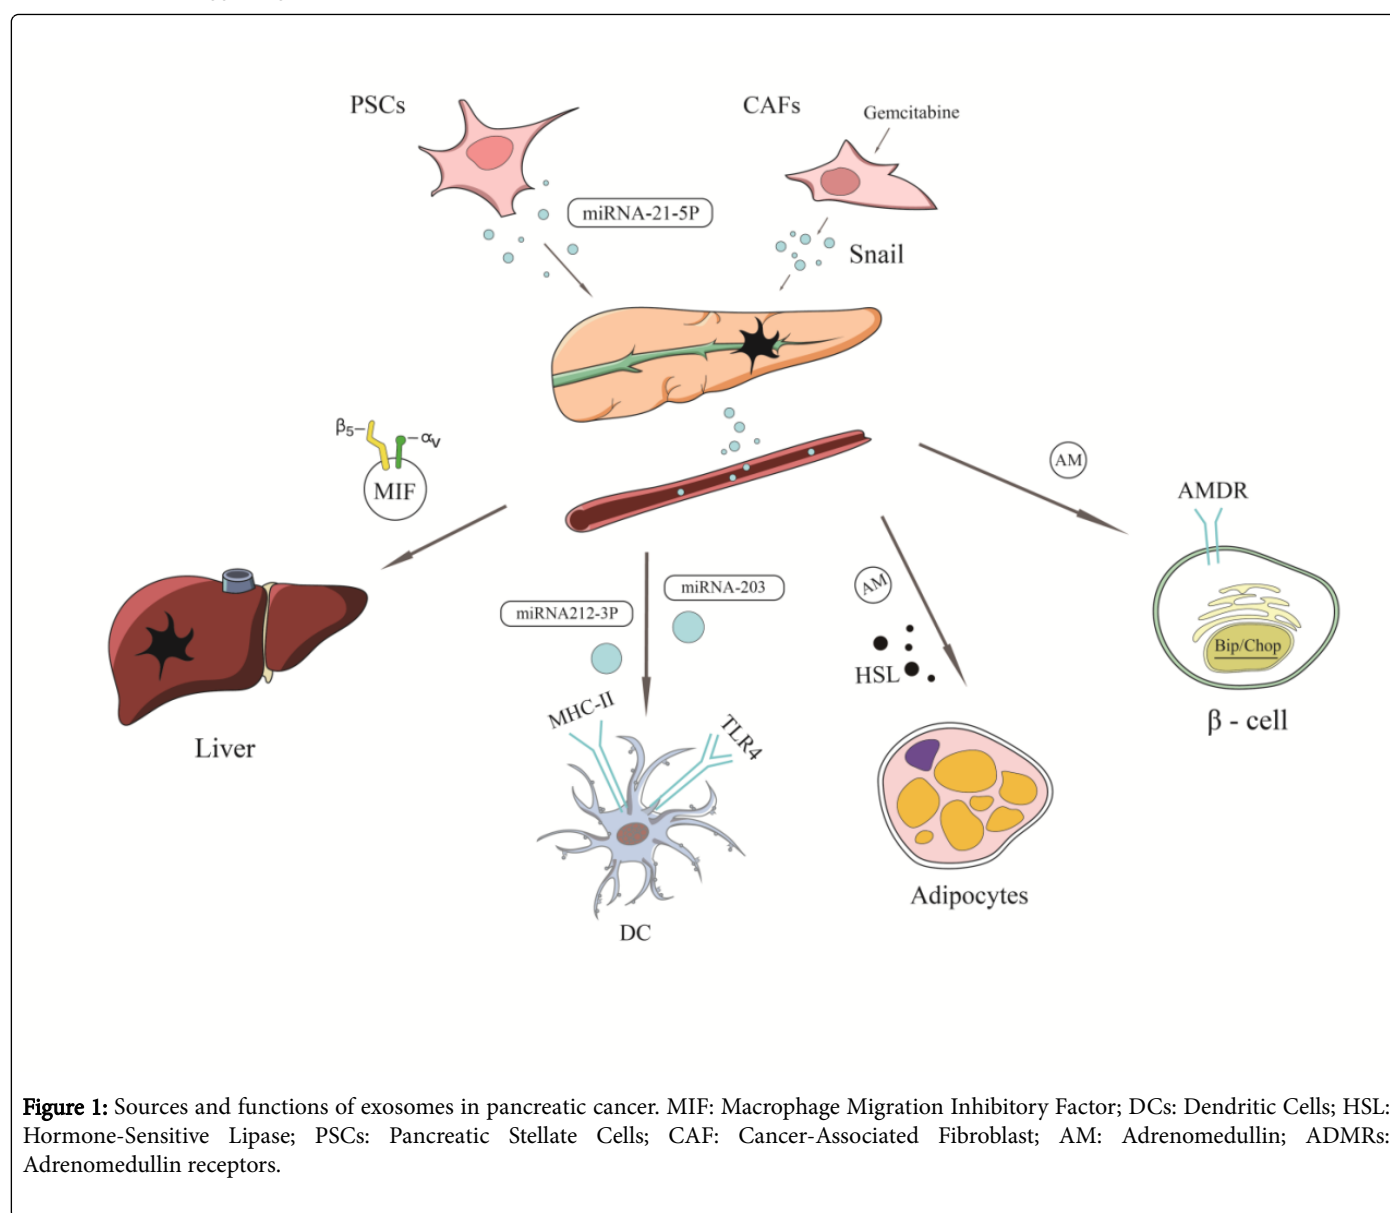 PSCs
CAFs
Gemcitabine
miRNA-21-5P
Snail
β5
αv
MIF
AM
AMDR
miRNA-203
miRNA212-3P
AM
HSL
Bip/Chop
MHC-II
TLR4
β - cell
Liver
Adipocytes
DC
Figure 1: Sources and functions of exosomes in pancreatic cancer. MIF: Macrophage Migration Inhibitory Factor; DCs: Dendritic Cells; HSL:
Hormone-Sensitive Lipase; PSCs: Pancreatic Stellate Cells; CAF: Cancer-Associated Fibroblast; AM: Adrenomedullin; ADMRs:
Adrenomedullin receptors.